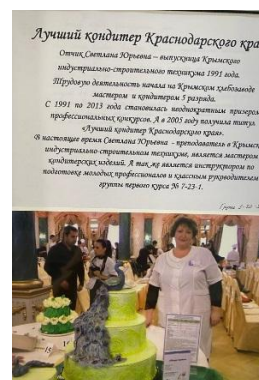 Лучший кондитер Краснодарского кра
Отчик Светлана Юрьевна – выпускница Крымского
индустриально-строительного техникума 1991 года.
Трудовую деятельность начала на Крымском хлебозаводе
мастером и кондитером 5 разряда.
С 1991 по 2013 года становилась неоднократным призером
профессиональных конкурсов. А в 2005 году получила титул
«Лучший кондитер Краснодарского края».
В настоящее время Светлана Юрьевна - преподаватель в Крымск
индустриально-строительном техникуме, является мастером
кондитерских изделий. А так же является инструктором по
подготовке молодых профессионалов и классным руководителем
группы первого курса № 7-23-1.